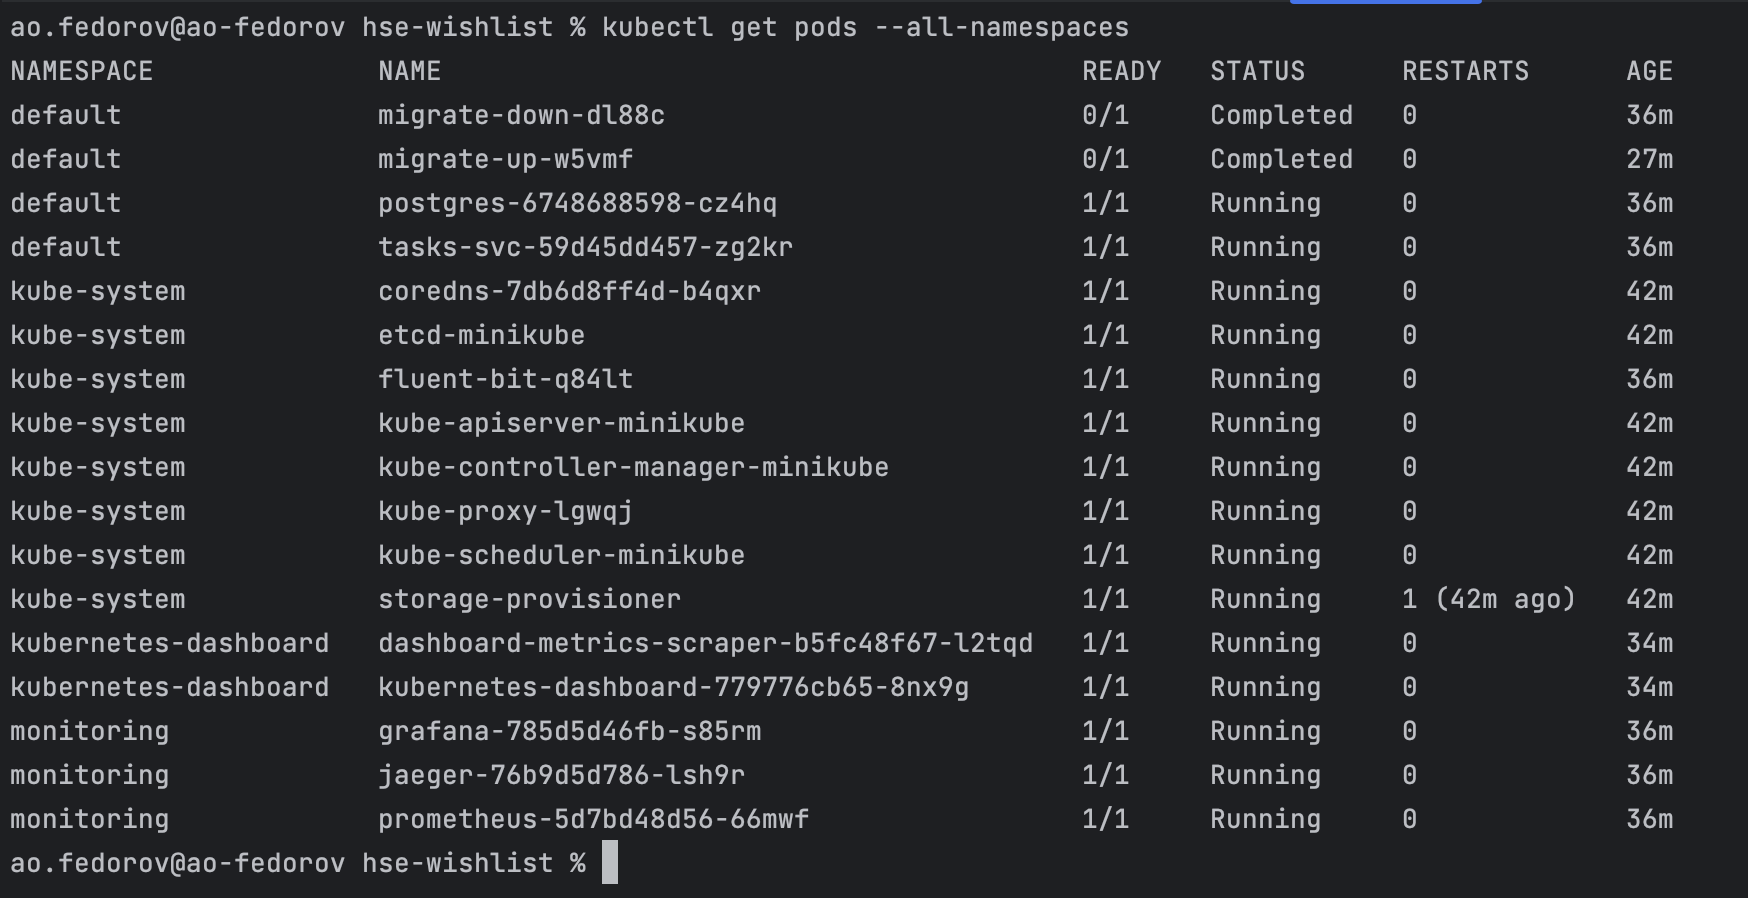 ao.fedorov@ao-fedorov hse-wishlist % kubectl get pods --all-namespaces
NAMESPACE NAME READY STATUS RESTARTS AGE
default migrate-down-dl88c 0/1 Completed 0 36m
default migrate-up-w5vmf 0/1 Completed 0 27m
default postgres-6748688598-cz4hq 1/1 Running 0 36m
default tasks-svc-59d45dd457-zg2kr 1/1 Running 0 36m
kube-system coredns-7db6d8ff4d-b4qxr 1/1 Running 0 42m
kube-system etcd-minikube 1/1 Running 0 42m
kube-system fluent-bit-q84lt 1/1 Running 0 36m
kube-system kube-apiserver-minikube 1/1 Running 0 42m
kube-system kube-controller-manager-minikube 1/1 Running 0 42m
kube-system kube-proxy-lgwqj 1/1 Running 0 42m
kube-system kube-scheduler-minikube 1/1 Running 0 42m
kube-system storage-provisioner 1/1 Running 1 (42m ago) 42m
kubernetes-dashboard dashboard-metrics-scraper-b5fc48f67-l2tqd 1/1 Running 0 34m
kubernetes-dashboard kubernetes-dashboard-779776cb65-8nx9g 1/1 Running 0 34m
monitoring grafana-785d5d46fb-s85rm 1/1 Running 0 36m
monitoring jaeger-76b9d5d786-lsh9r 1/1 Running 0 36m
monitoring prometheus-5d7bd48d56-66mwf 1/1 Running 0 36m
ao.fedorov@ao-fedorov hse-wishlist %